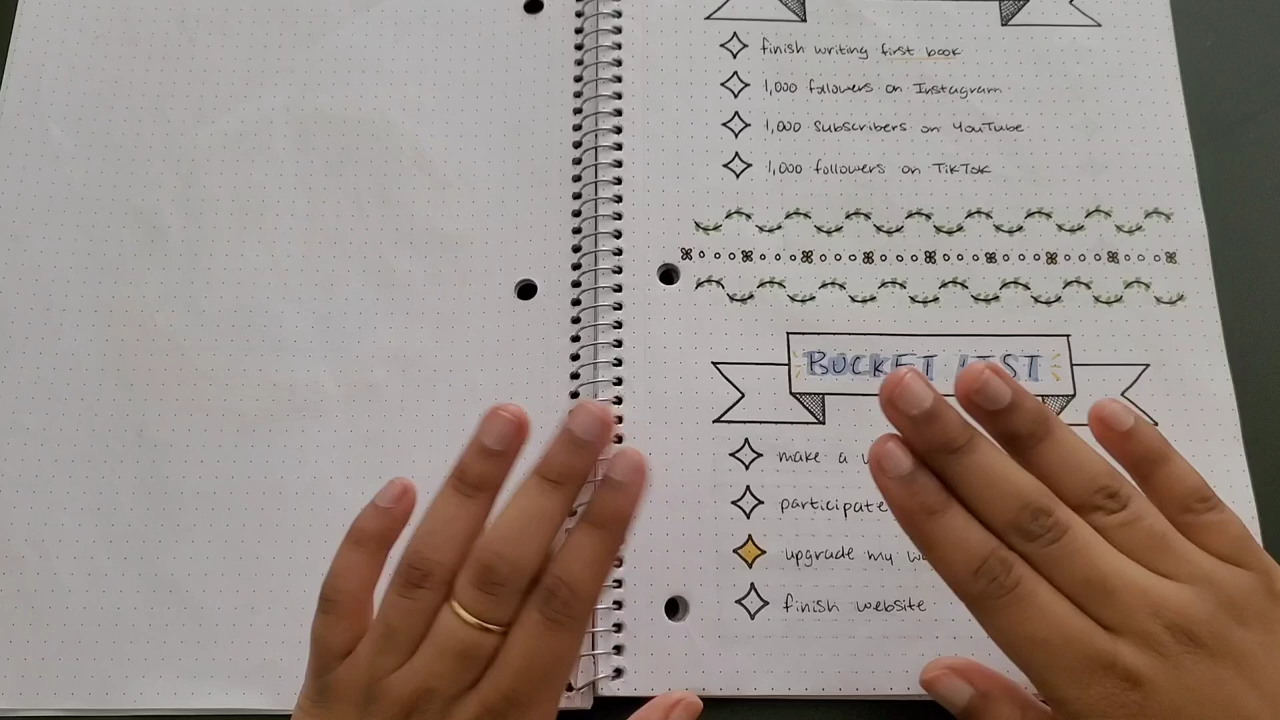 finish writing first book
1,000 followers on Instagram
1,000 subscribers on YouTube
1,000 followers on TikTok
BUCKET LIST
make a
participate
upgrade my
finish website